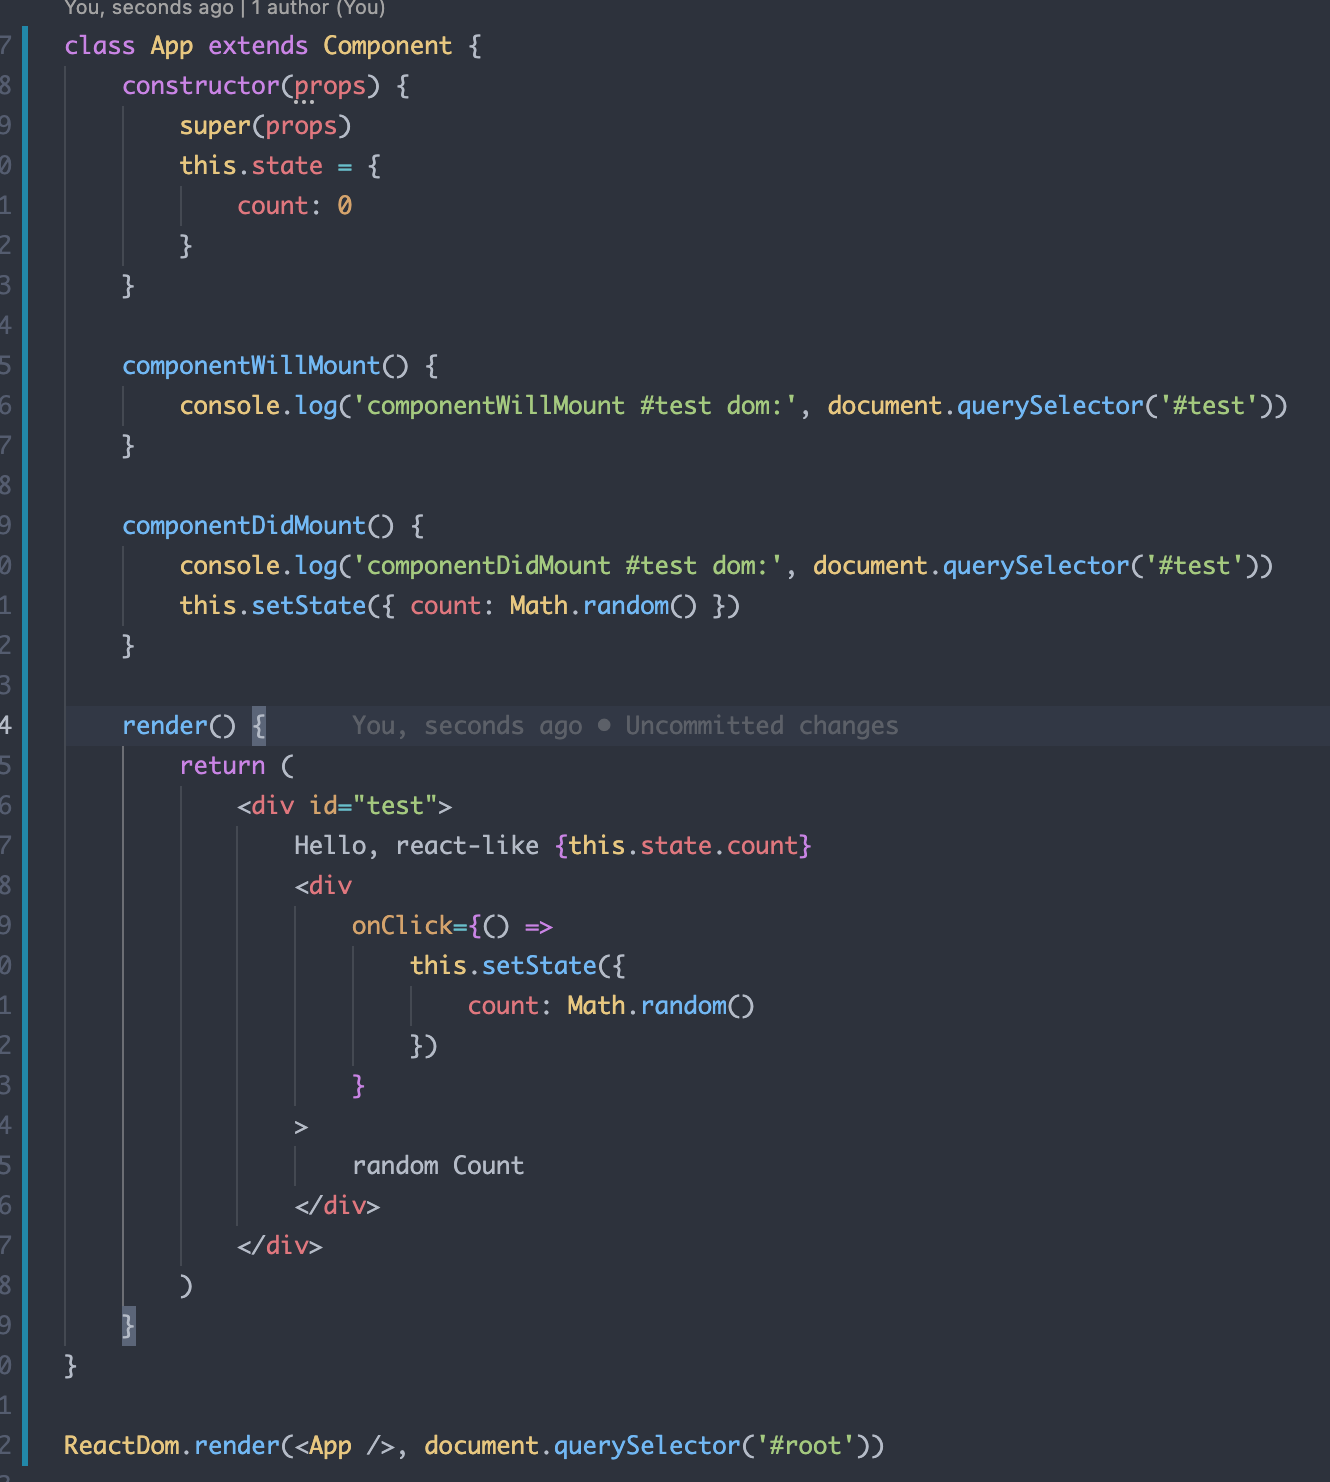 You, seconds ago | 1 author (You)
7 class App extends Component {
8 constructor(props) {
9 super(props)
0 this.state = {
1 count: 0
2 }
3 }
4
5 componentWillMount() {
6 console.log('componentWillMount #test dom:', document.querySelector('#test'))
7 }
8
9 componentDidMount() {
0 console.log('componentDidMount #test dom:', document.querySelector('#test'))
1 this.setState({ count: Math.random() })
2 }
3
4 render() { You, seconds ago • Uncommitted changes
5 return (
6 <div id="test">
7 Hello, react-like {this.state.count}
8 <div
9 onClick={() =>
0 this.setState({
1 count: Math.random()
2 })
3 }
4 >
5 random Count
6 </div>
7 </div>
8 )
9 }
0 }
1
2 ReactDom.render(<App />, document.querySelector('#root'))